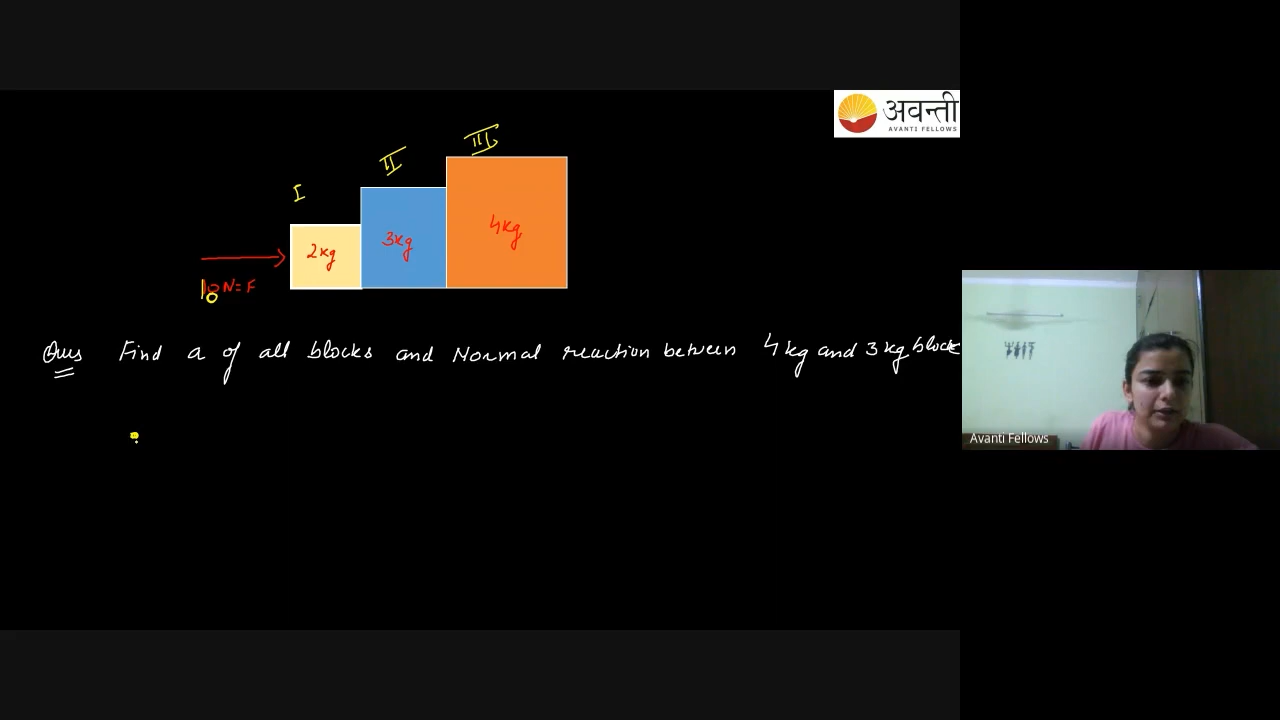 अवन्ती
AVANTI FELLOWS
I
II
III
2kg
3kg
4kg
10N=F
Ques Find a of all blocks and Normal reaction between 4kg and 3kg block
Avanti Fellows